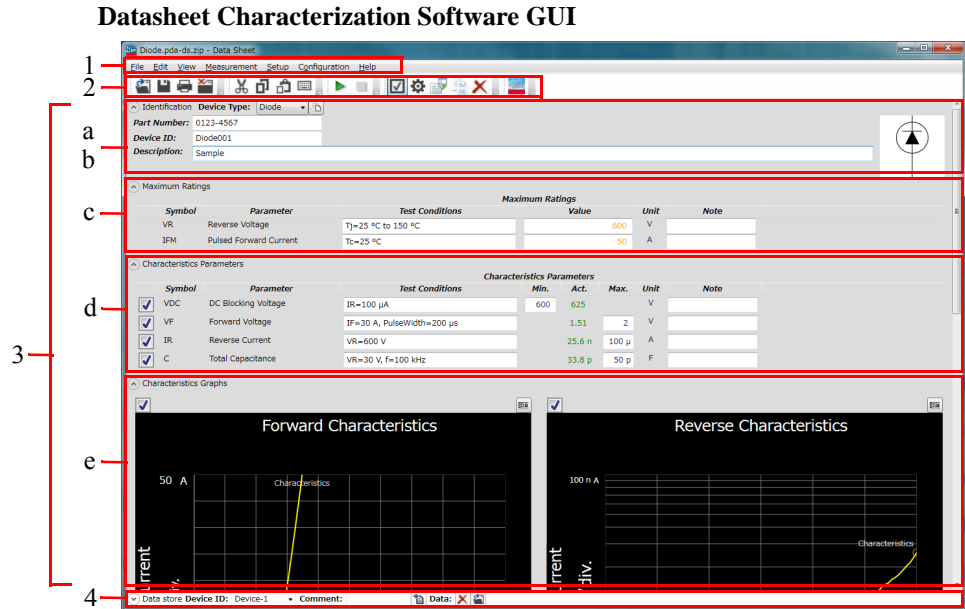 Datasheet Characterization Software GUI
Diode.pda-ds.zip - Data Sheet
1
File Edit View Measurement Setup Configuration Help
2
Identification Device Type: Diode
a
Part Number: 0123-4567
Device ID: Diode001
b
Description: Sample
Maximum Ratings
Maximum Ratings
Symbol Parameter Test Conditions Value Unit Note
c
VR Reverse Voltage Tj=25 °C to 150 °C 600 V
IFM Pulsed Forward Current Tc=25 °C 50 A
Characteristics Parameters
Characteristics Parameters
Symbol Parameter Test Conditions Min. Act. Max. Unit Note
d
VDC DC Blocking Voltage IR=100 µA 600 625 V
VF Forward Voltage IF=30 A, PulseWidth=200 µs 1.51 2 V
IR Reverse Current VR=600 V 25.6 n 100 µ A
3
C Total Capacitance VR=30 V, f=100 kHz 33.8 p 50 p F
Characteristics Graphs
Forward Characteristics
Reverse Characteristics
e
50 A
Characteristics
100 n A
Characteristics
4
Data store Device ID: Device-1 Comment: Data: